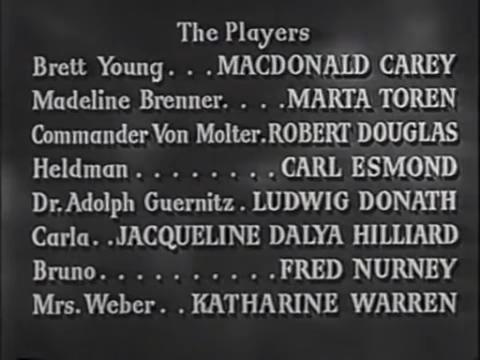 The Players
Brett Young. . . MACDONALD CAREY
Madeline Brenner. . . . MARTA TOREN
Commander Von Molter. ROBERT DOUGLAS
Heldman . . . . . . . . CARL ESMOND
Dr. Adolph Guernitz . LUDWIG DONATH
Carla. . JACQUELINE DALYA HILLIARD
Bruno. . . . . . . . . . FRED NURNEY
Mrs. Weber. . KATHARINE WARREN